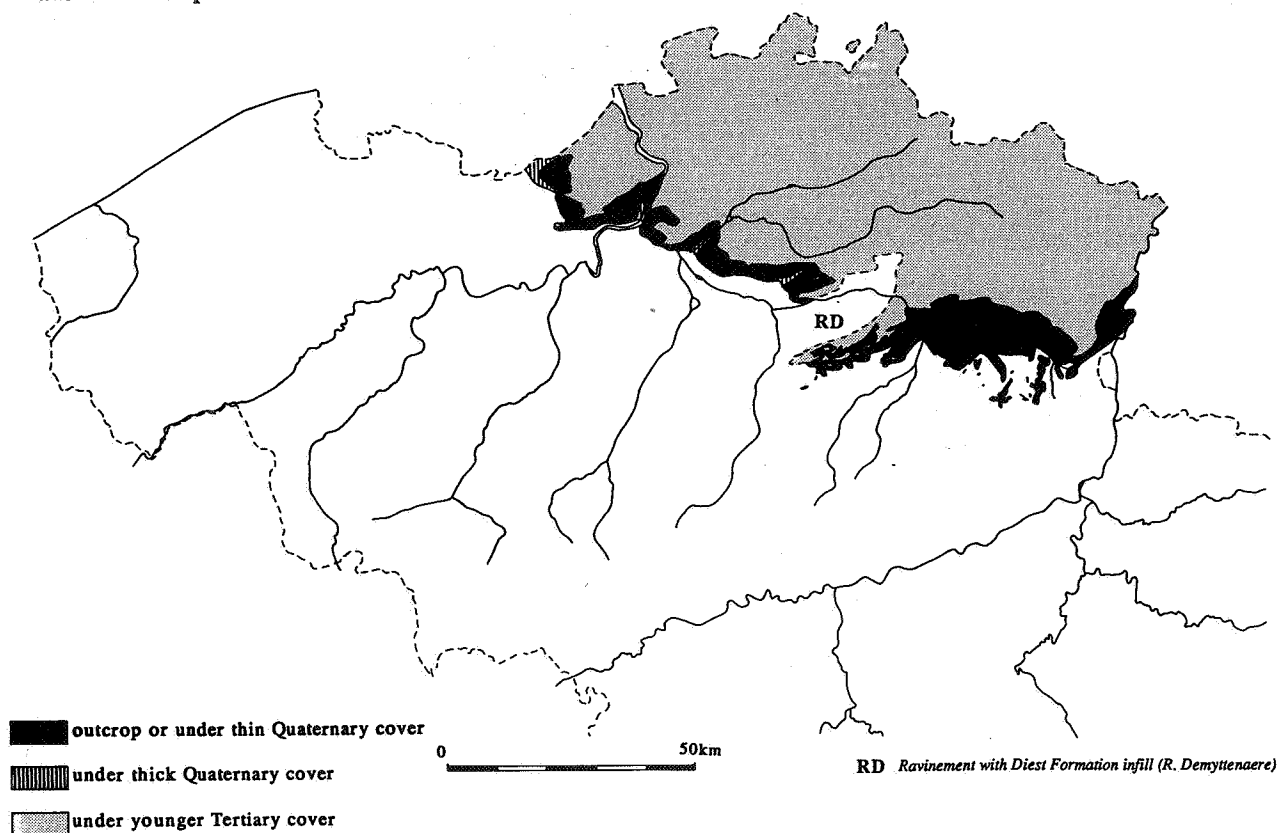 RD
outcrop or under thin Quaternary cover
0 50km
under thick Quaternary cover
RD Ravinement with Diest Formation infill (R. Demyttenaere)
under younger Tertiary cover